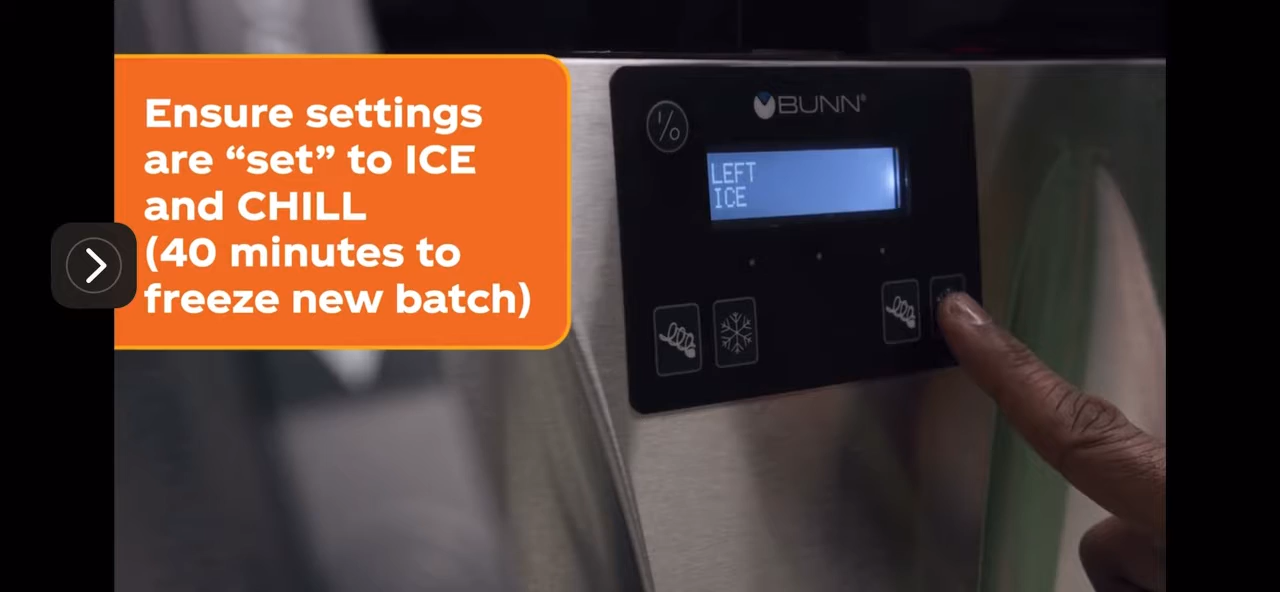 Ensure settings
are “set” to ICE
and CHILL
(40 minutes to
freeze new batch)
BUNN®
LEFT
ICE